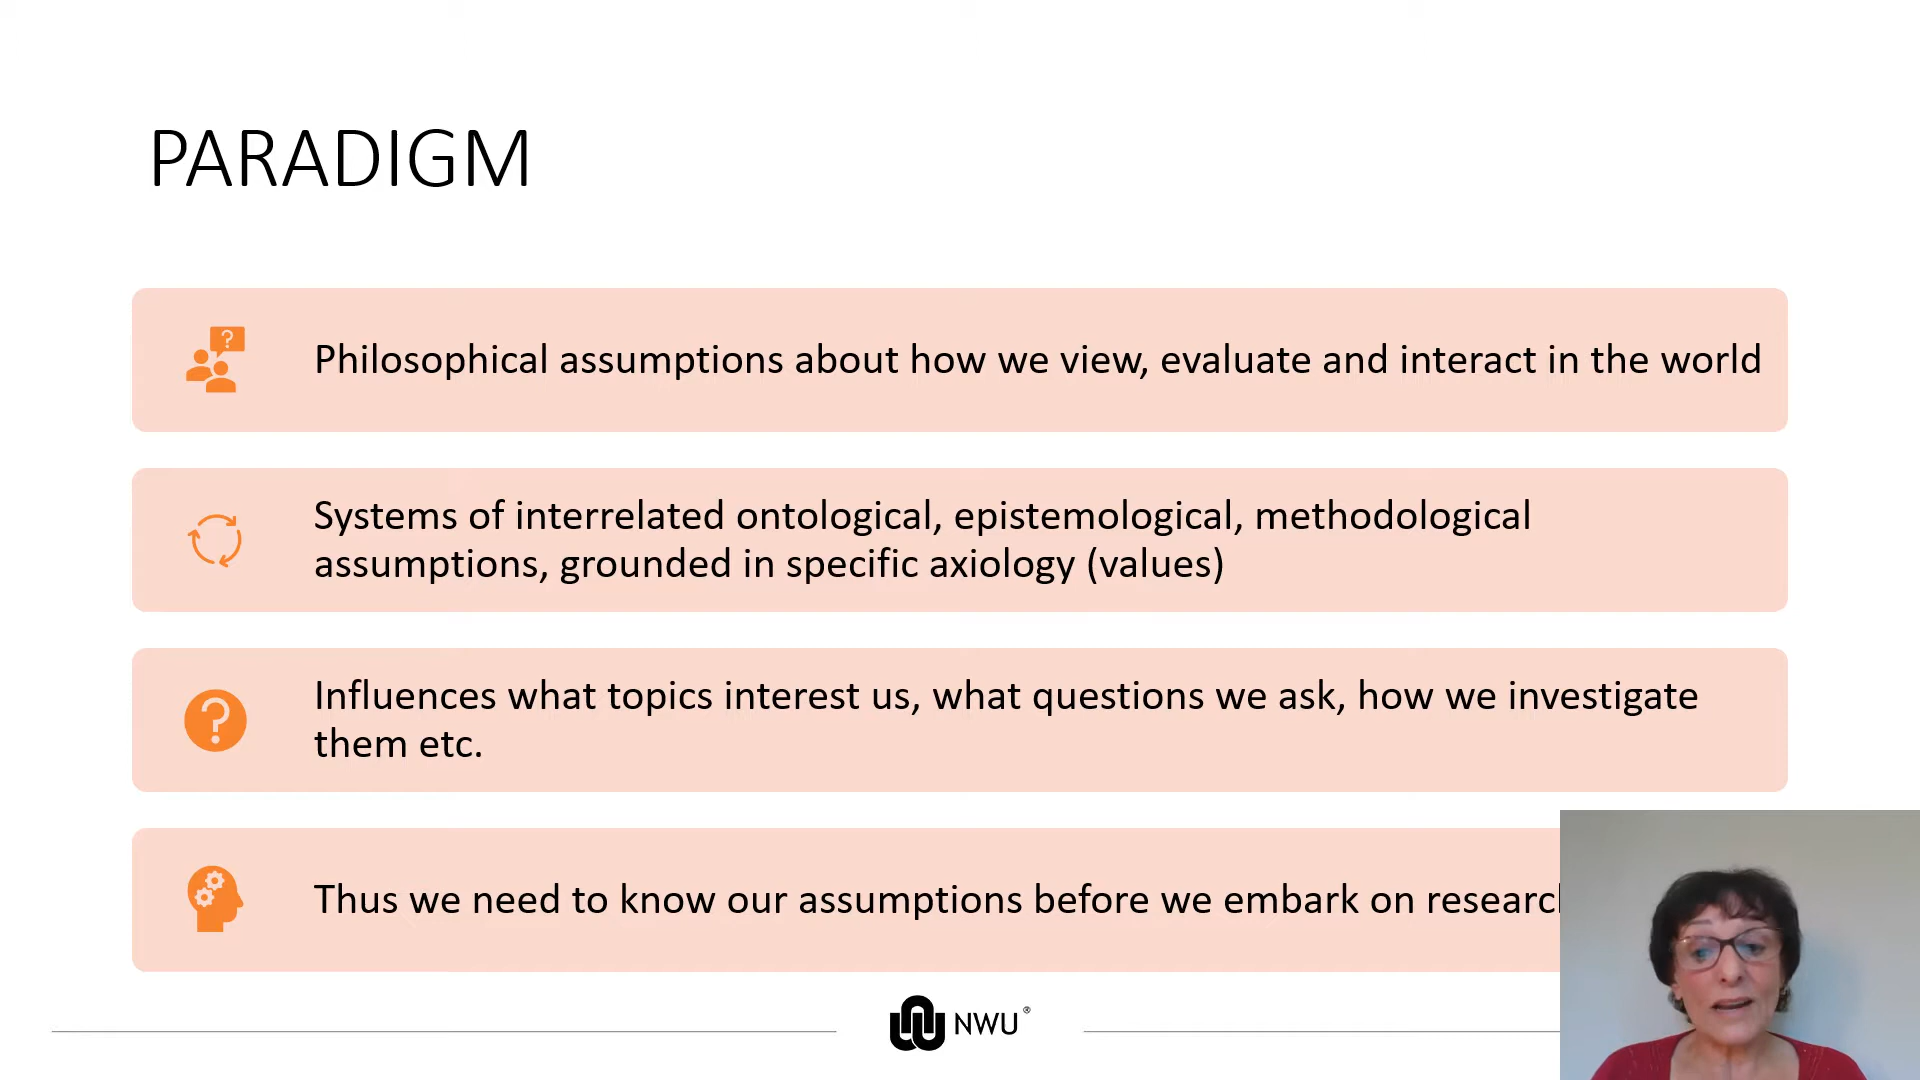 PARADIGM
?
Philosophical assumptions about how we view, evaluate and interact in the world
Systems of interrelated ontological, epistemological, methodological
assumptions, grounded in specific axiology (values)
?
Influences what topics interest us, what questions we ask, how we investigate
them etc.
Thus we need to know our assumptions before we embark on
NWU®